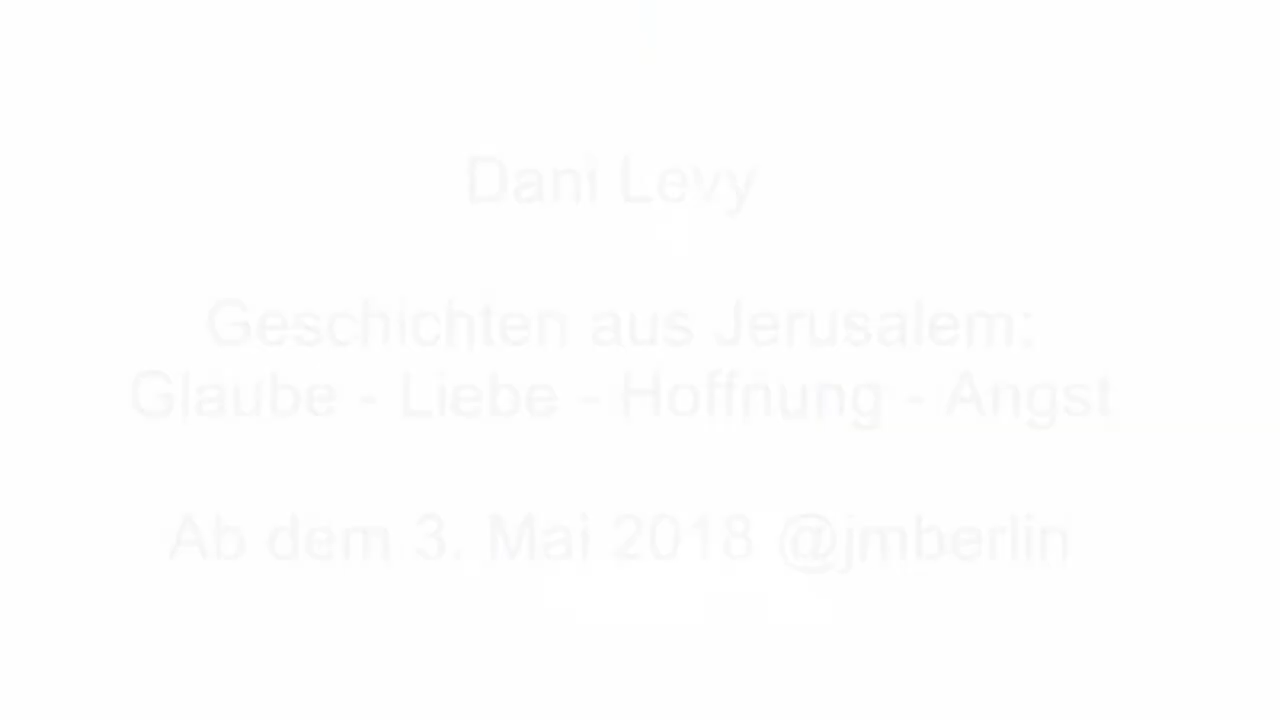 Dani Levy
Geschichten aus Jerusalem:
Glaube - Liebe - Hoffnung - Angst
Ab dem 3. Mai 2018 @jmberlin